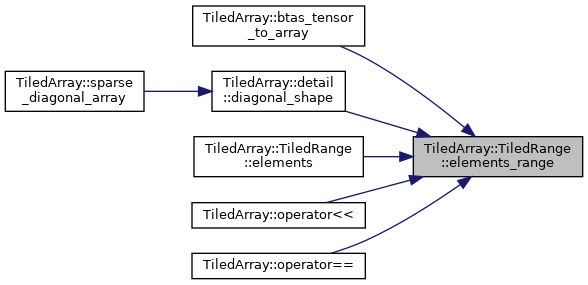 TiledArray::btas_tensor
_to_array
TiledArray::sparse
_diagonal_array
TiledArray::detail
::diagonal_shape
TiledArray::TiledRange
::elements
TiledArray::TiledRange
::elements_range
TiledArray::operator<<
TiledArray::operator==